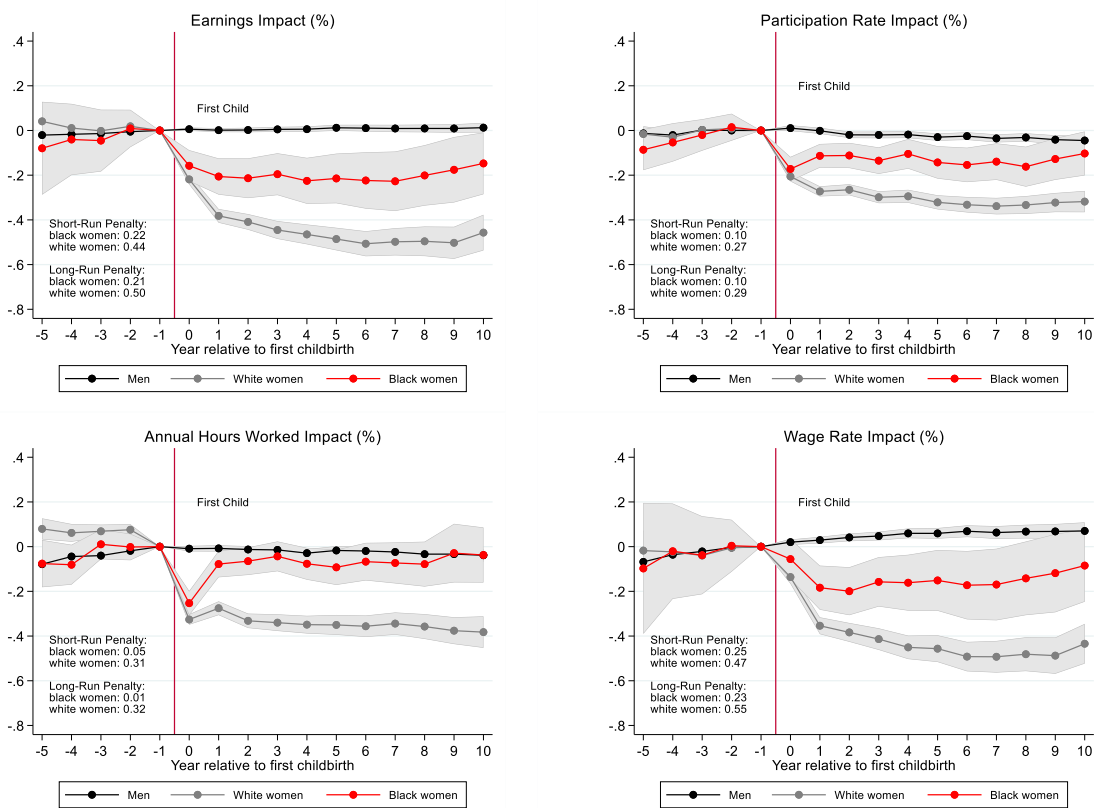 Earnings Impact (%)
.4
.2
0
-.2
-.4
-.6
-.8
First Child
Short-Run Penalty:
black women: 0.22
white women: 0.44
Long-Run Penalty:
black women: 0.21
white women: 0.50
-5 -4 -3 -2 -1 0 1 2 3 4 5 6 7 8 9 10
Year relative to first childbirth
Men White women Black women
Participation Rate Impact (%)
.4
.2
0
-.2
-.4
-.6
-.8
First Child
Short-Run Penalty:
black women: 0.10
white women: 0.27
Long-Run Penalty:
black women: 0.10
white women: 0.29
-5 -4 -3 -2 -1 0 1 2 3 4 5 6 7 8 9 10
Year relative to first childbirth
Men White women Black women
Annual Hours Worked Impact (%)
.4
.2
0
-.2
-.4
-.6
-.8
First Child
Short-Run Penalty:
black women: 0.05
white women: 0.31
Long-Run Penalty:
black women: 0.01
white women: 0.32
-5 -4 -3 -2 -1 0 1 2 3 4 5 6 7 8 9 10
Year relative to first childbirth
Men White women Black women
Wage Rate Impact (%)
.4
.2
0
-.2
-.4
-.6
-.8
First Child
Short-Run Penalty:
black women: 0.25
white women: 0.47
Long-Run Penalty:
black women: 0.23
white women: 0.55
-5 -4 -3 -2 -1 0 1 2 3 4 5 6 7 8 9 10
Year relative to first childbirth
Men White women Black women